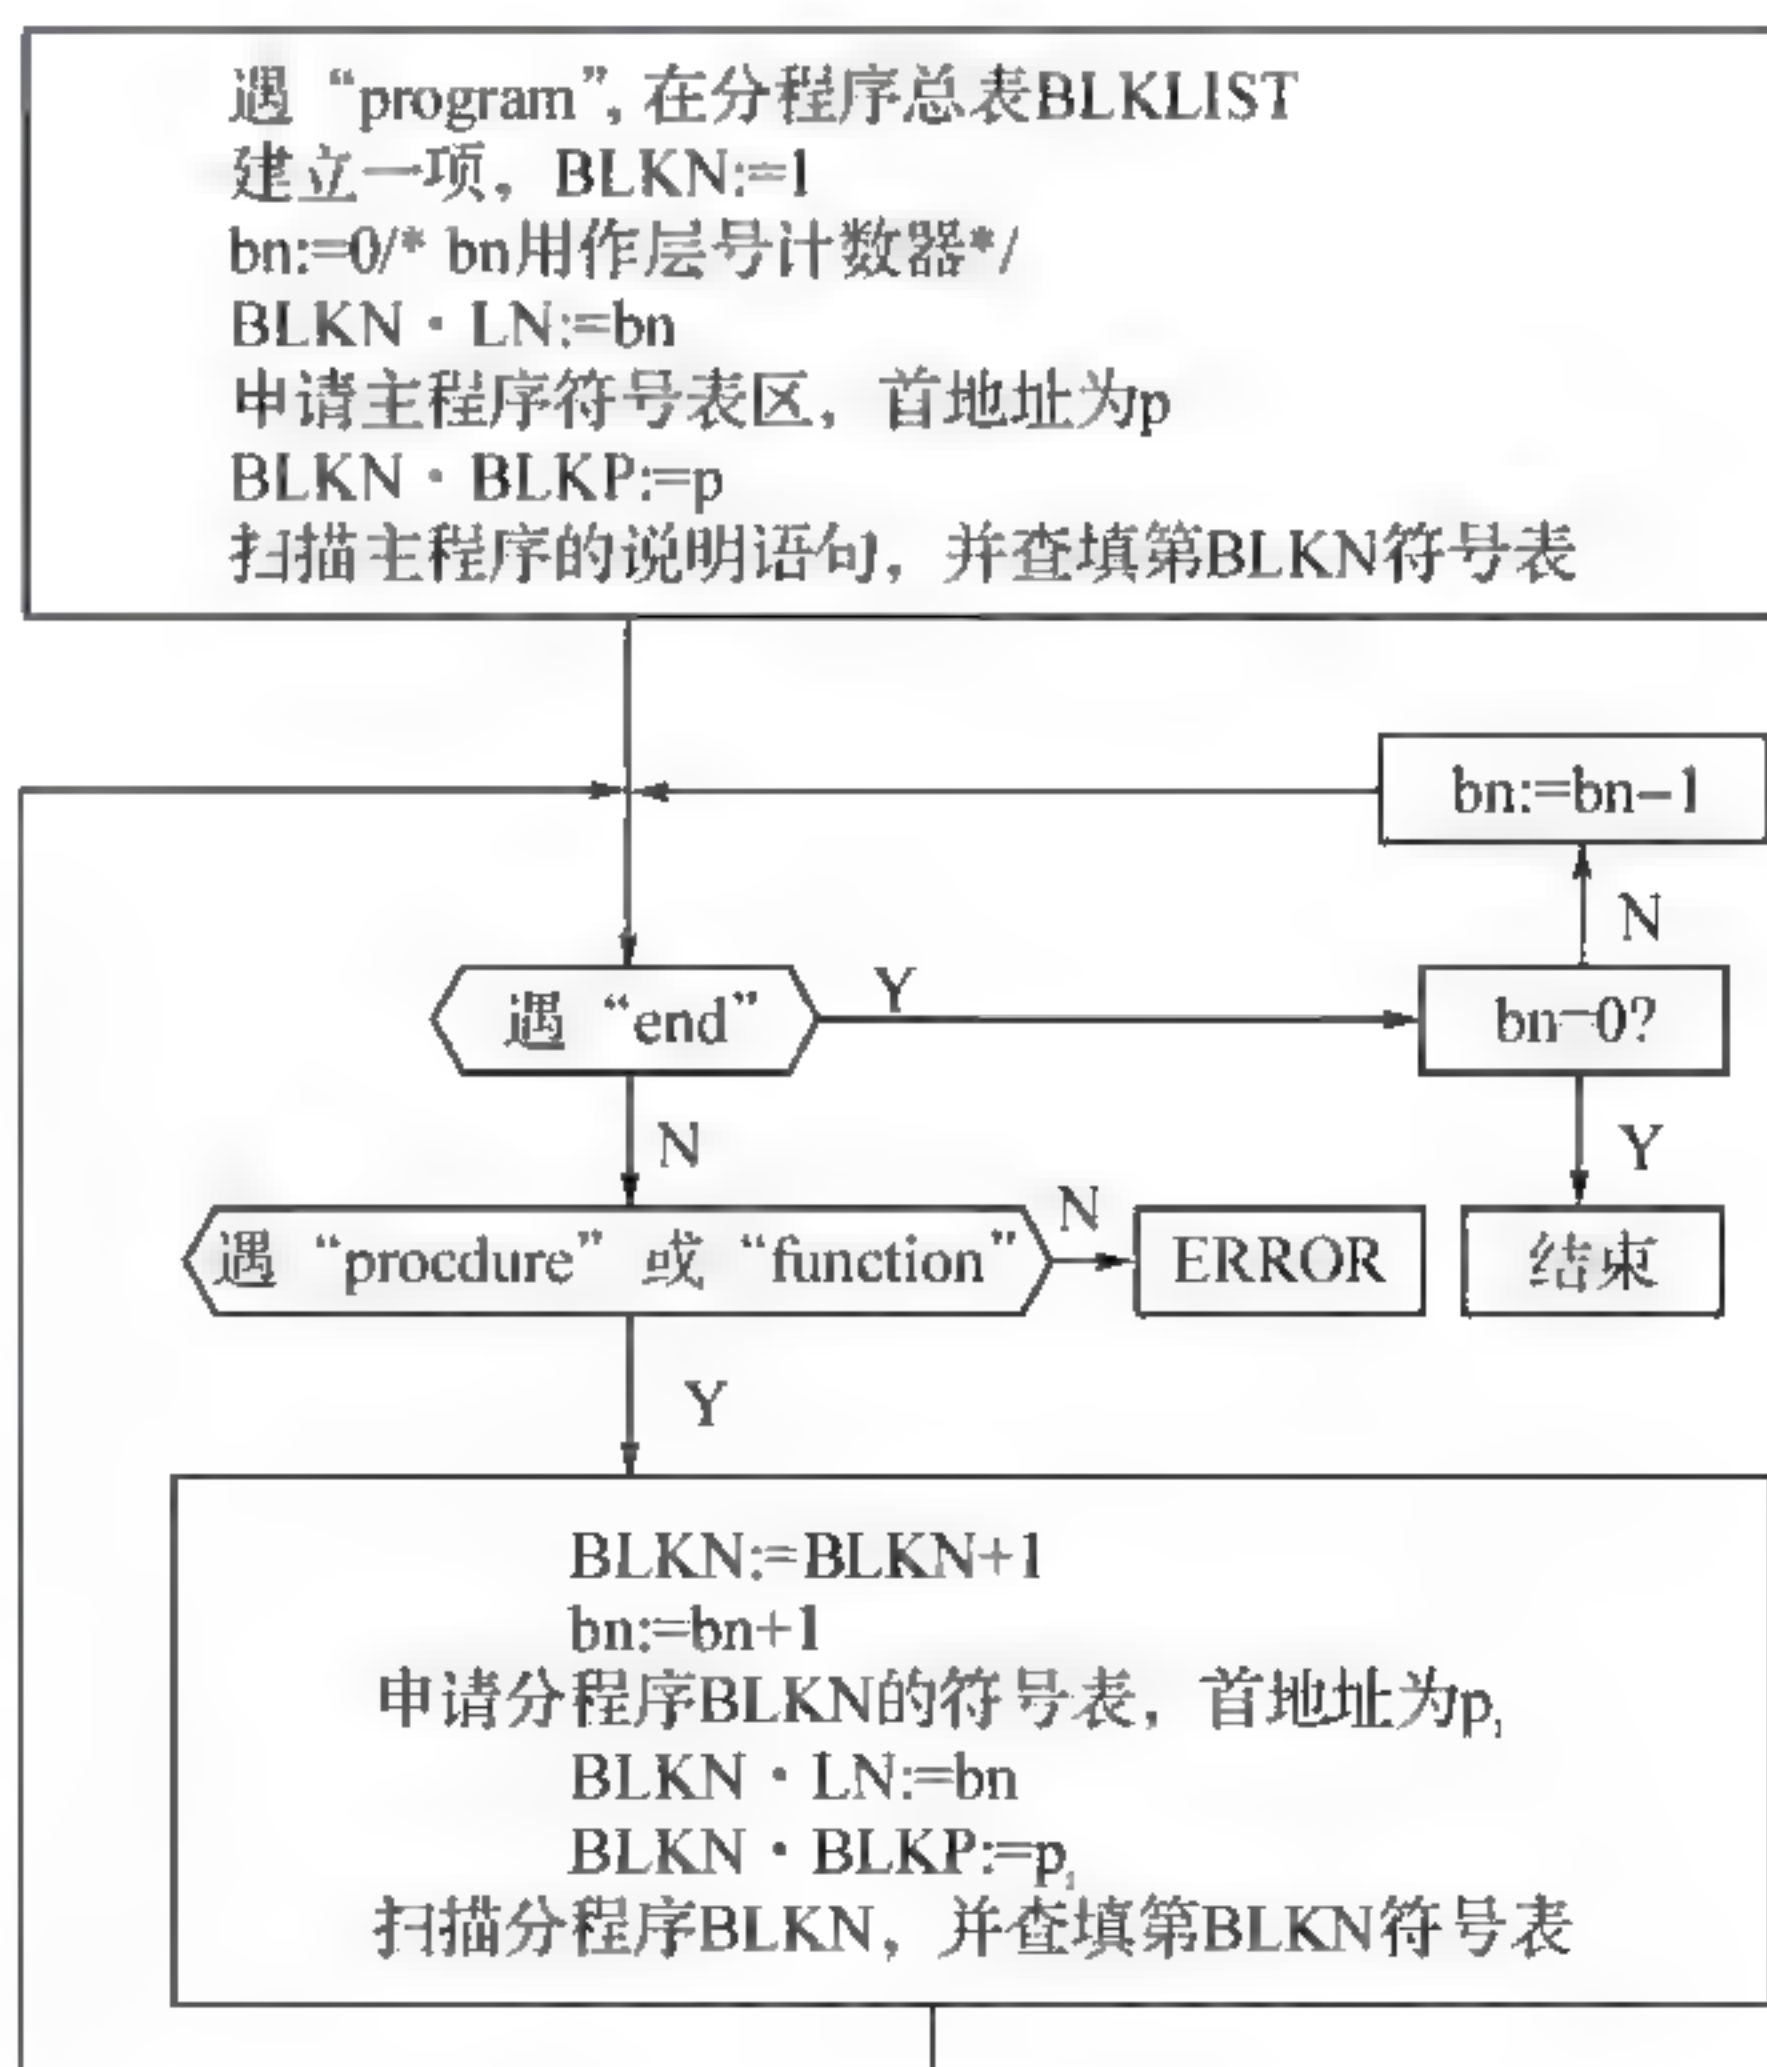 遇“program”,在分程序总表BLKLIST
建立一项，BLKN:=1
bn:=0/* bn用作层号计数器*/
BLKN·LN:=bn
申请主程序符号表区，首地址为p
BLKN·BLKP:=p
扫描主程序的说明语句，并查填第BLKN符号表
bn:=bn-1
N
遇“end”
Y
bn=0?
N
Y
遇“procdure”或“function”
N
ERROR
结束
Y
BLKN:=BLKN+1
bn:=bn+1
申请分程序BLKN的符号表，首地址为p₁
BLKN·LN:=bn
BLKN·BLKP:=p₁
扫描分程序BLKN，并查填第BLKN符号表